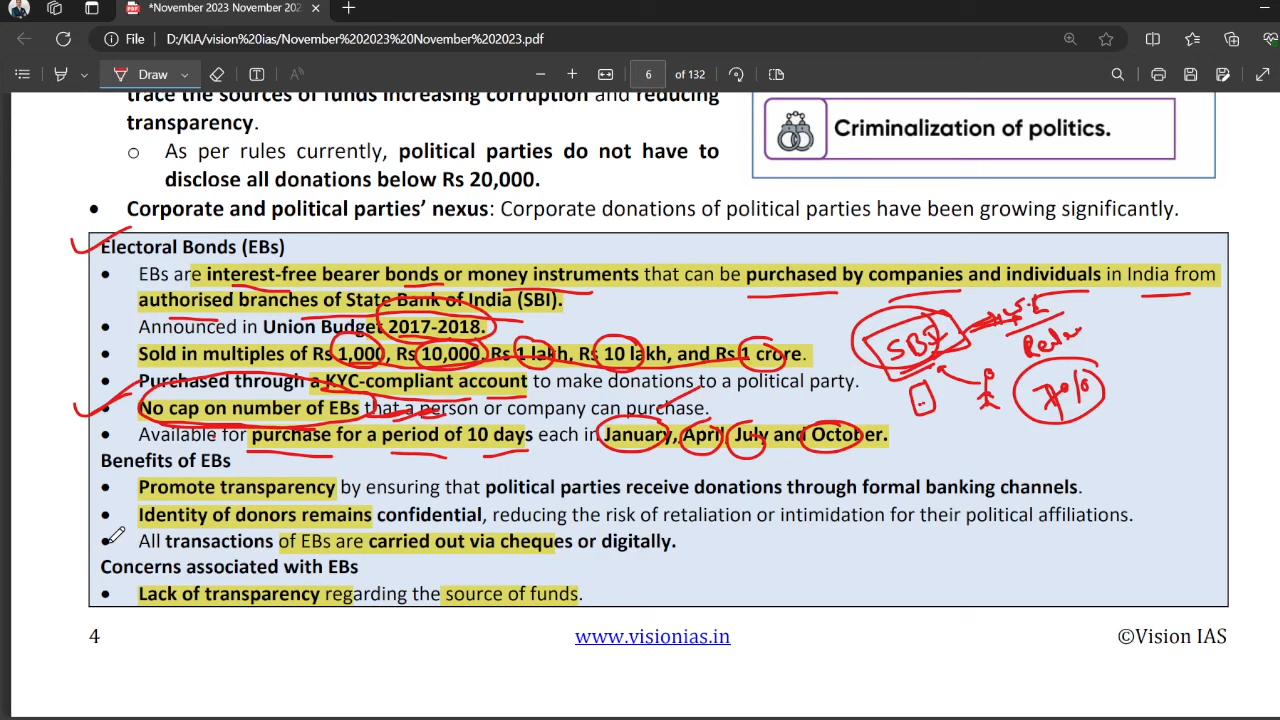 *November 2023 November 202
File D:/KIA/vision%20ias/November%202023%20November%202023.pdf
Draw 6 of 132
trace the sources of funds increasing corruption and reducing
transparency.
Criminalization of politics.
o As per rules currently, political parties do not have to
disclose all donations below Rs 20,000.
• Corporate and political parties’ nexus: Corporate donations of political parties have been growing significantly.
Electoral Bonds (EBs)
• EBs are interest-free bearer bonds or money instruments that can be purchased by companies and individuals in India from
authorised branches of State Bank of India (SBI).
• Announced in Union Budget 2017-2018.
• Sold in multiples of Rs 1,000, Rs 10,000, Rs 1 lakh, Rs 10 lakh, and Rs 1 crore.
SBI
• Purchased through a KYC-compliant account to make donations to a political party.
• No cap on number of EBs that a person or company can purchase.
• Available for purchase for a period of 10 days each in January, April, July and October.
Benefits of EBs
• Promote transparency by ensuring that political parties receive donations through formal banking channels.
• Identity of donors remains confidential, reducing the risk of retaliation or intimidation for their political affiliations.
• All transactions of EBs are carried out via cheques or digitally.
Concerns associated with EBs
• Lack of transparency regarding the source of funds.
4 www.visionias.in ©Vision IAS